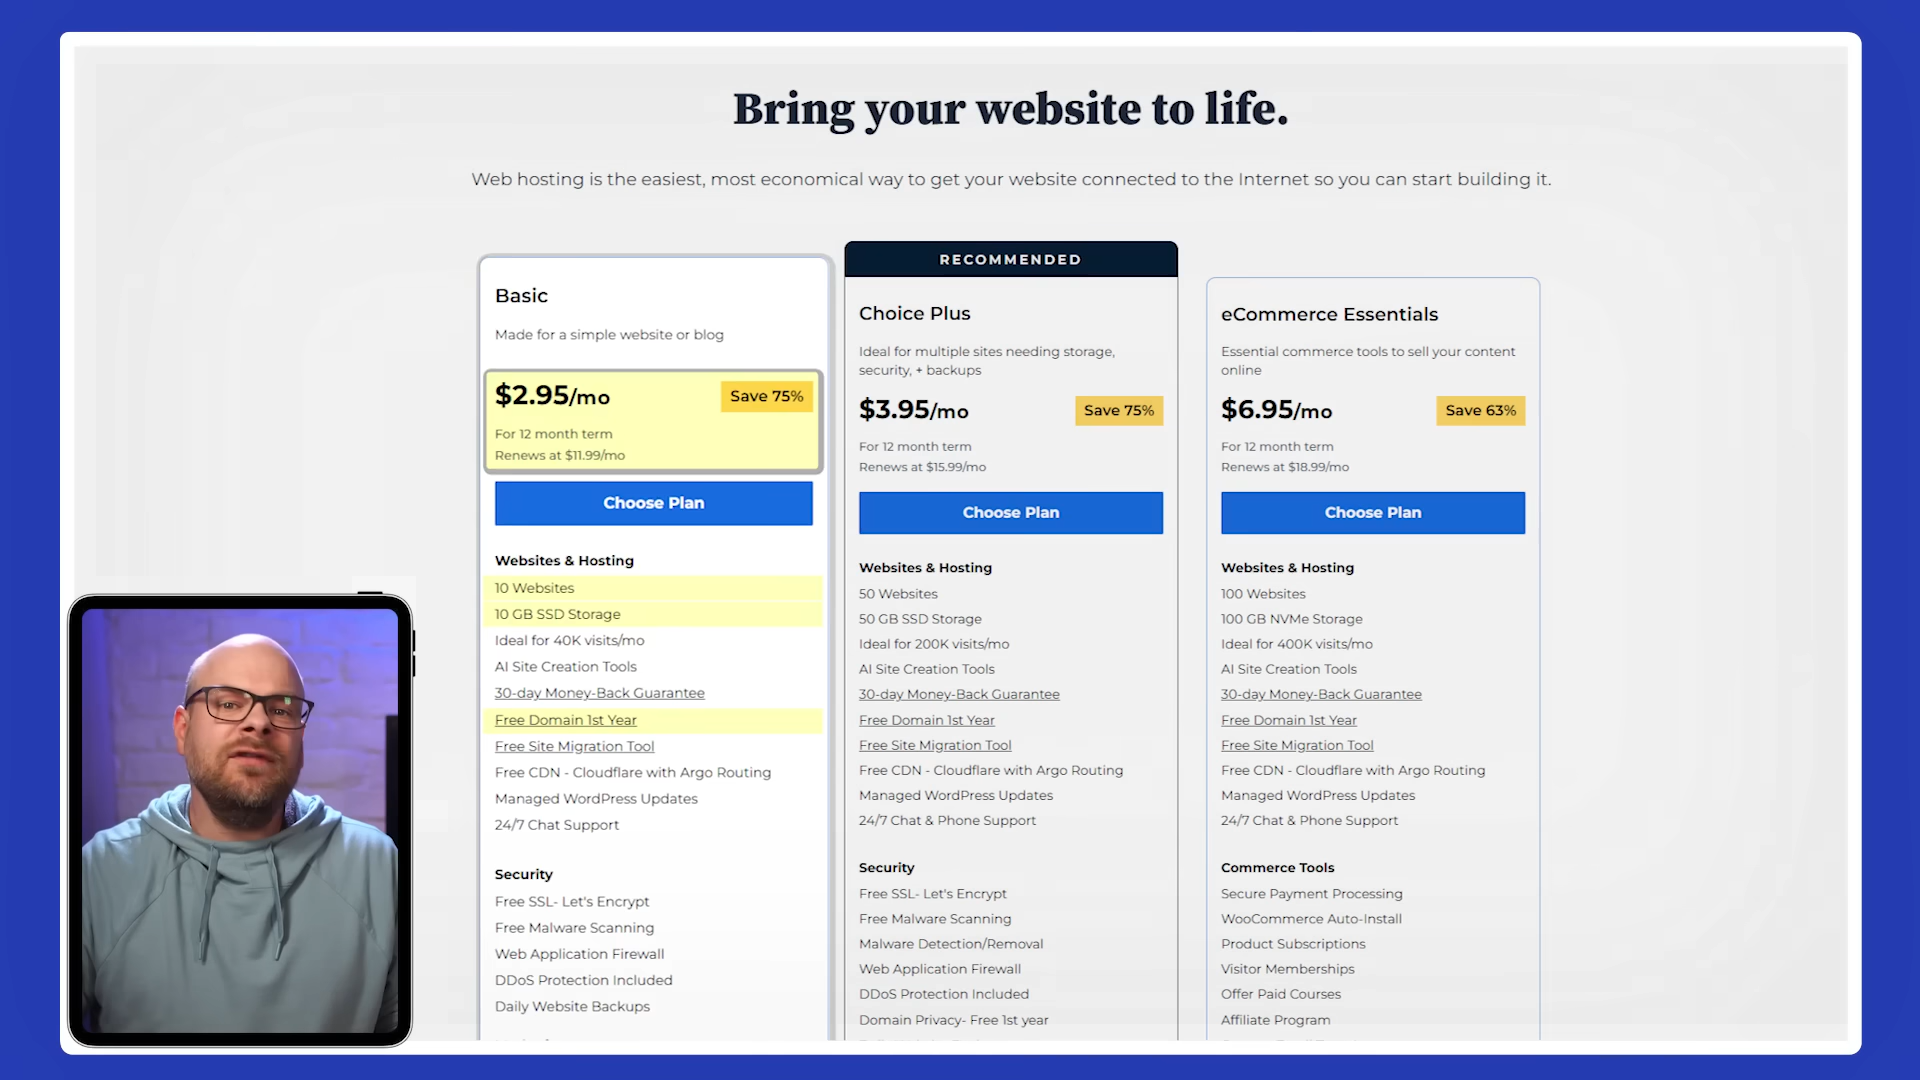 Bring your website to life.
Web hosting is the easiest, most economical way to get your website connected to the Internet so you can start building it.
Basic
Made for a simple website or blog
$2.95/mo
Save 75%
For 12 month term
Renews at $11.99/mo
Choose Plan
Websites & Hosting
10 Websites
10 GB SSD Storage
Ideal for 40K visits/mo
AI Site Creation Tools
30-day Money-Back Guarantee
Free Domain 1st Year
Free Site Migration Tool
Free CDN - Cloudflare with Argo Routing
Managed WordPress Updates
24/7 Chat Support
Security
Free SSL- Let's Encrypt
Free Malware Scanning
Web Application Firewall
DDoS Protection Included
Daily Website Backups
RECOMMENDED
Choice Plus
Ideal for multiple sites needing storage,
security, + backups
$3.95/mo
Save 75%
For 12 month term
Renews at $15.99/mo
Choose Plan
Websites & Hosting
50 Websites
50 GB SSD Storage
Ideal for 200K visits/mo
AI Site Creation Tools
30-day Money-Back Guarantee
Free Domain 1st Year
Free Site Migration Tool
Free CDN - Cloudflare with Argo Routing
Managed WordPress Updates
24/7 Chat & Phone Support
Security
Free SSL- Let's Encrypt
Free Malware Scanning
Malware Detection/Removal
Web Application Firewall
DDoS Protection Included
Domain Privacy- Free 1st year
eCommerce Essentials
Essential commerce tools to sell your content
online
$6.95/mo
Save 63%
For 12 month term
Renews at $18.99/mo
Choose Plan
Websites & Hosting
100 Websites
100 GB NVMe Storage
Ideal for 400K visits/mo
AI Site Creation Tools
30-day Money-Back Guarantee
Free Domain 1st Year
Free Site Migration Tool
Free CDN - Cloudflare with Argo Routing
Managed WordPress Updates
24/7 Chat & Phone Support
Commerce Tools
Secure Payment Processing
WooCommerce Auto-Install
Product Subscriptions
Visitor Memberships
Offer Paid Courses
Affiliate Program